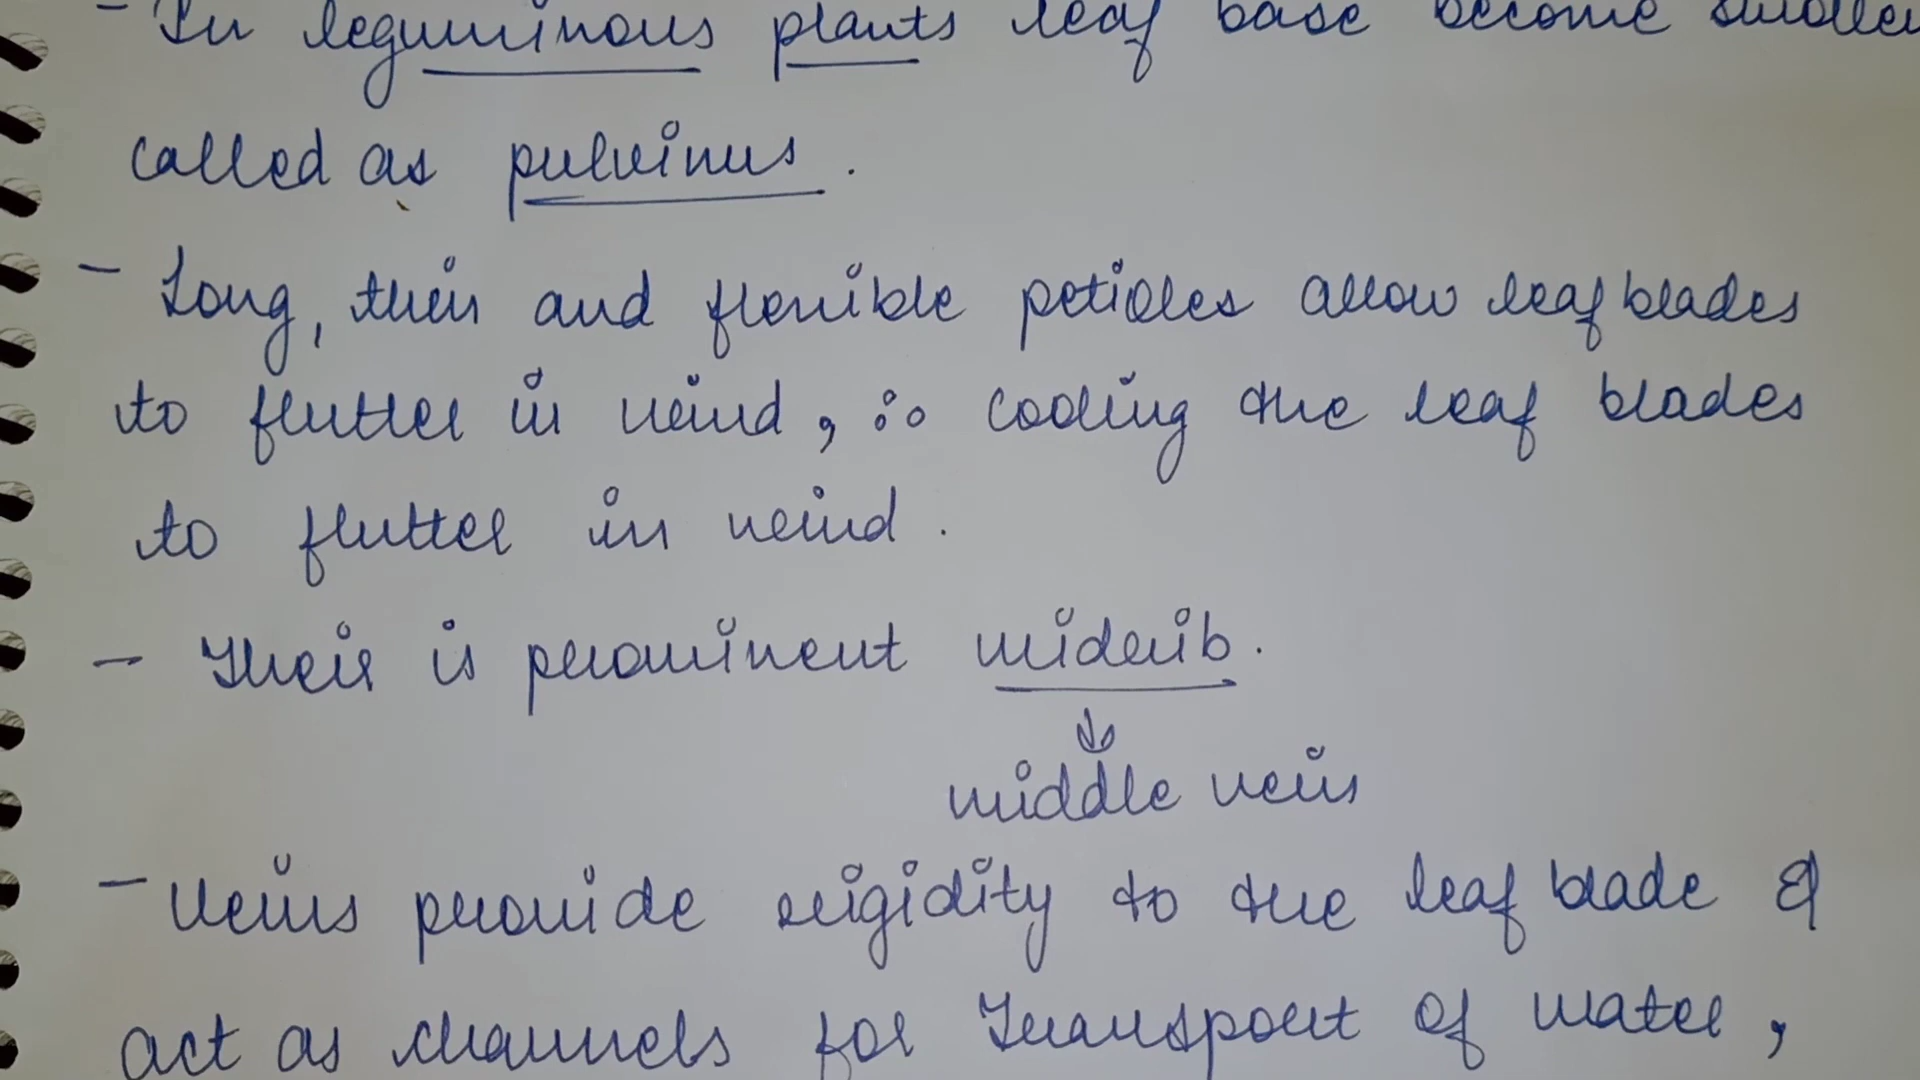 - In leguminous plants leaf base become swollen
called as pulvinus.
- Long, thin and flexible petioles allow leaf blades
to flutter in wind, ∴ cooling the leaf blades
to flutter in wind.
- Their is prominent midrib.
↓
middle vein
- Veins provide rigidity to the leaf blade &
act as channels for transport of water,